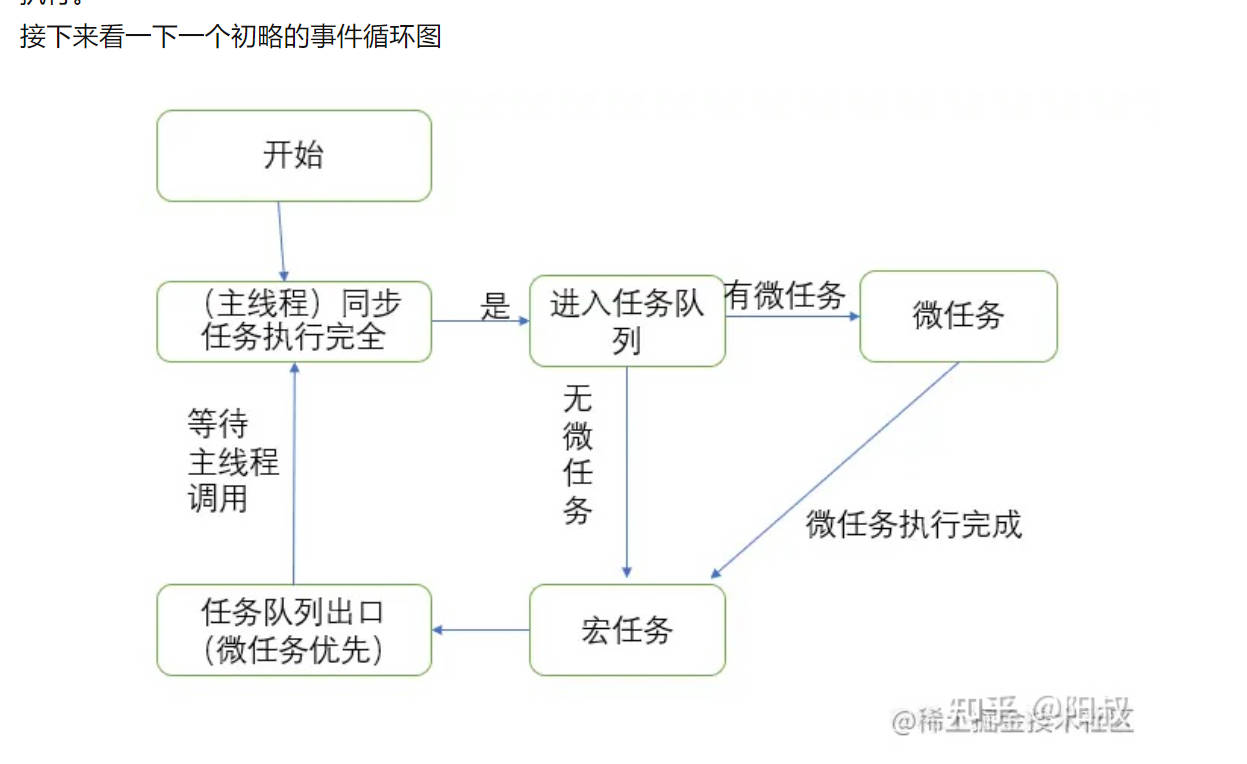 执行。
接下来看一下一个初略的事件循环图
开始
（主线程）同步
任务执行完全
是
进入任务队
列
有微任务
微任务
无
微
任
务
等待
主线程
调用
微任务执行完成
任务队列出口
（微任务优先）
宏任务
知乎 @阳叔
@稀土掘金技术社区